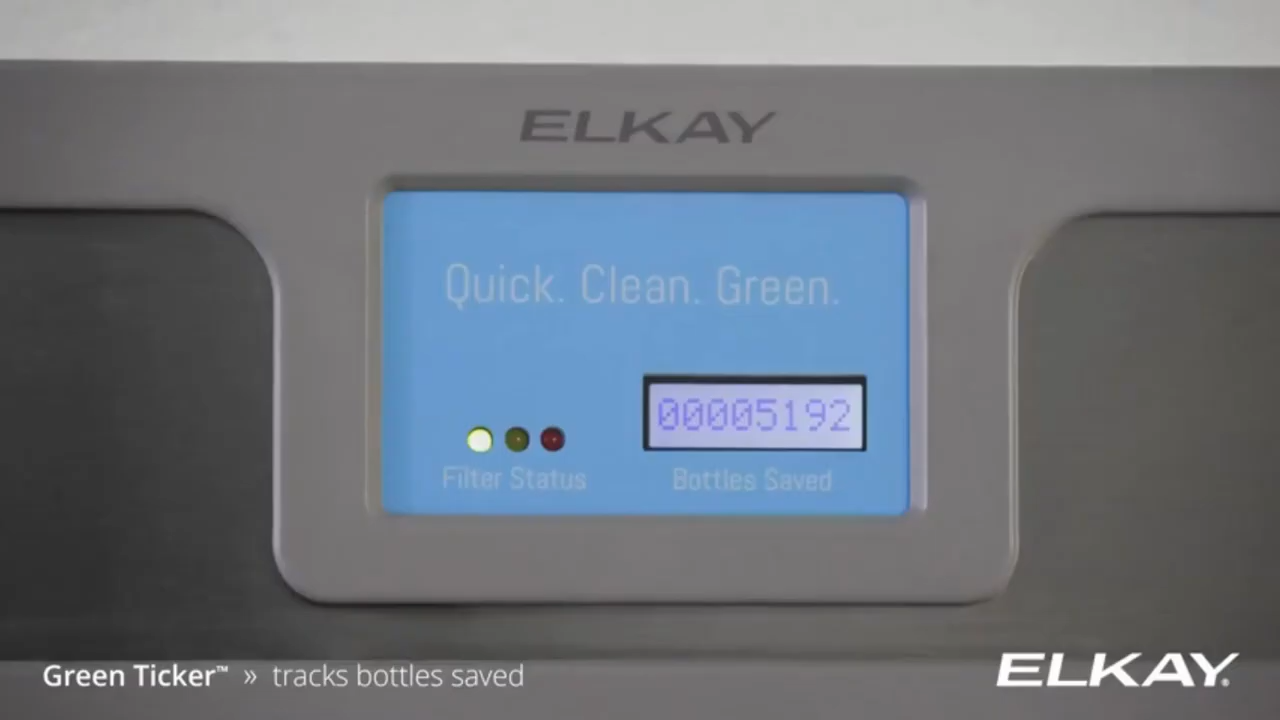 ELKAY
Quick. Clean. Green.
00005192
Filter Status
Bottles Saved
Green Ticker™ » tracks bottles saved
ELKAY®